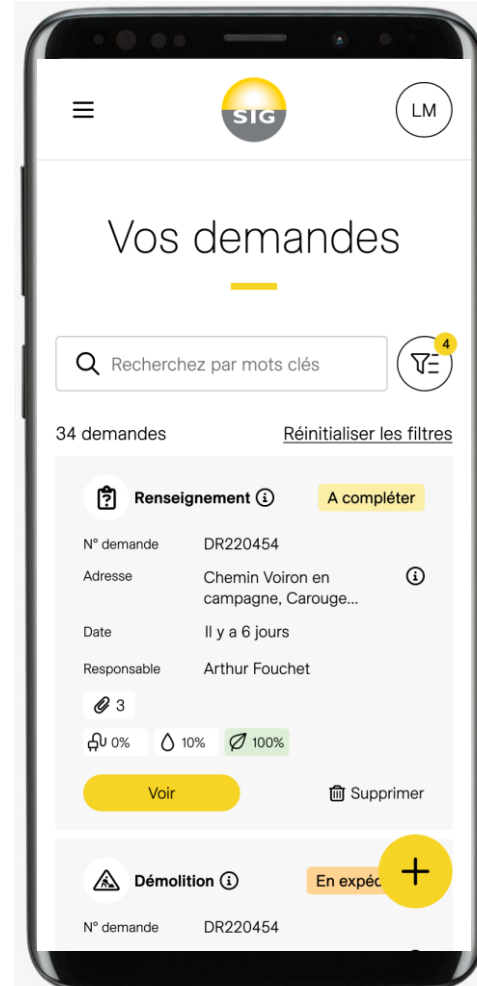 SIG
LM
Vos demandes
Recherchez par mots clés
4
34 demandes
Réinitialiser les filtres
Renseignement
A compléter
N° demande DR220454
Adresse Chemin Voiron en
campagne, Carouge...
Date Il y a 6 jours
Responsable Arthur Fouchet
3
0% 10% 100%
Voir
Supprimer
Démolition
En expéd
N° demande DR220454